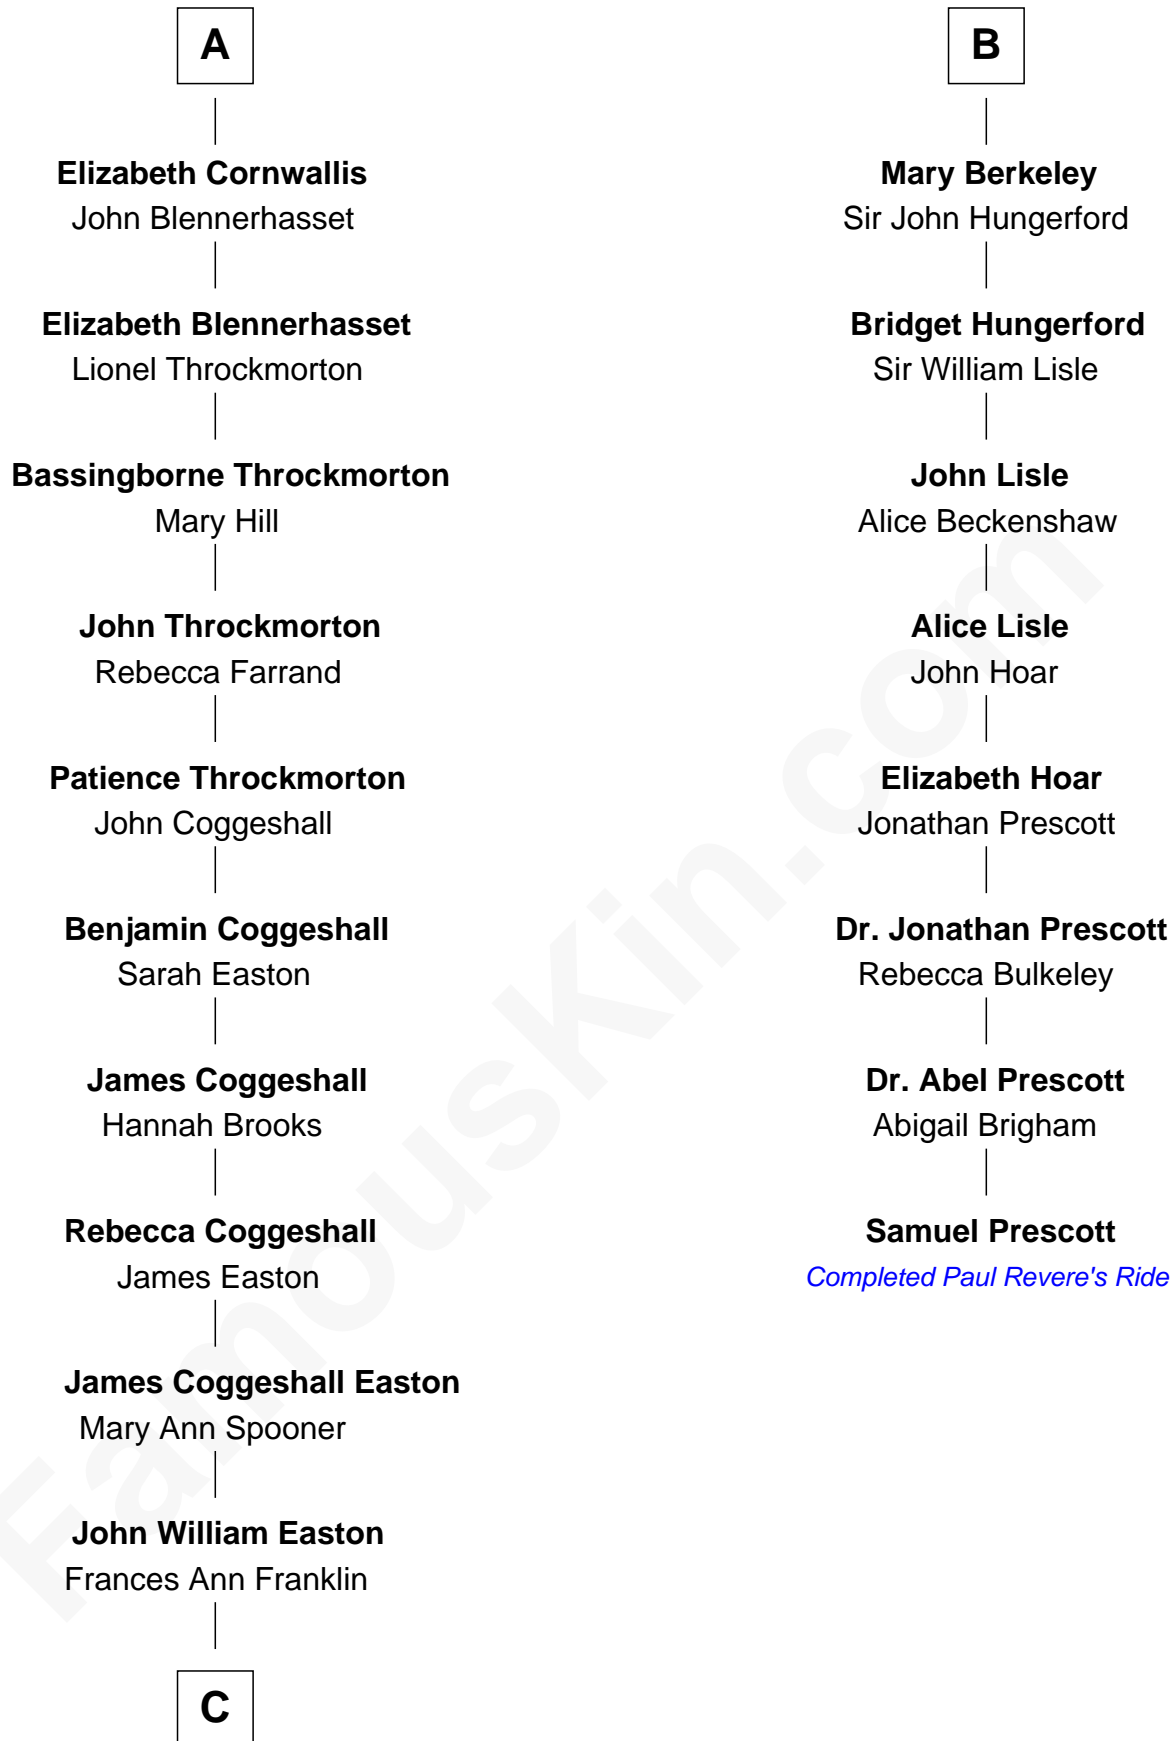 A
Elizabeth Cornwallis
John Blennerhasset
Elizabeth Blennerhasset
Lionel Throckmorton
Bassingborne Throckmorton
Mary Hill
John Throckmorton
Rebecca Farrand
Patience Throckmorton
John Coggeshall
Benjamin Coggeshall
Sarah Easton
James Coggeshall
Hannah Brooks
Rebecca Coggeshall
James Easton
James Coggeshall Easton
Mary Ann Spooner
John William Easton
Frances Ann Franklin
C
B
Mary Berkeley
Sir John Hungerford
Bridget Hungerford
Sir William Lisle
John Lisle
Alice Beckenshaw
Alice Lisle
John Hoar
Elizabeth Hoar
Jonathan Prescott
Dr. Jonathan Prescott
Rebecca Bulkeley
Dr. Abel Prescott
Abigail Brigham
Samuel Prescott
Completed Paul Revere's Ride
FamousKin.com